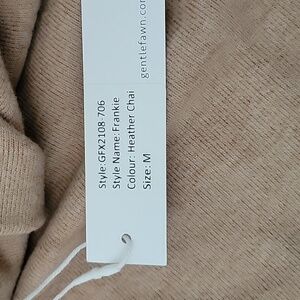 Style:GFX2108-706
Style Name:Frankie
Colour: Heather Chai
Size: M
gentlefawn.com